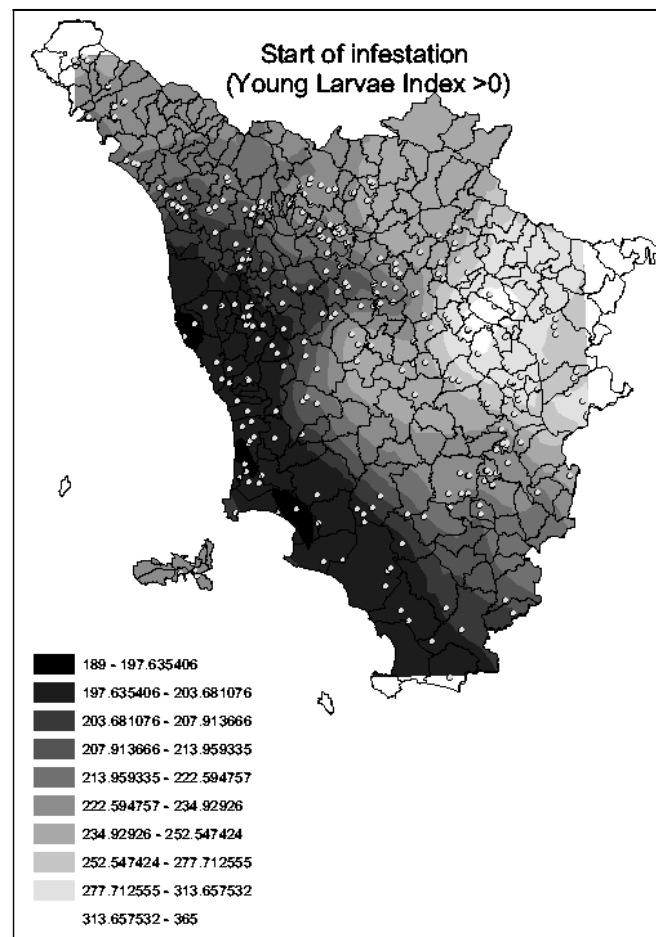 Start of infestation
(Young Larvae Index >0)
189 - 197.635406
197.635406 - 203.681076
203.681076 - 207.913666
207.913666 - 213.959335
213.959335 - 222.594757
222.594757 - 234.92926
234.92926 - 252.547424
252.547424 - 277.712555
277.712555 - 313.657532
313.657532 - 365